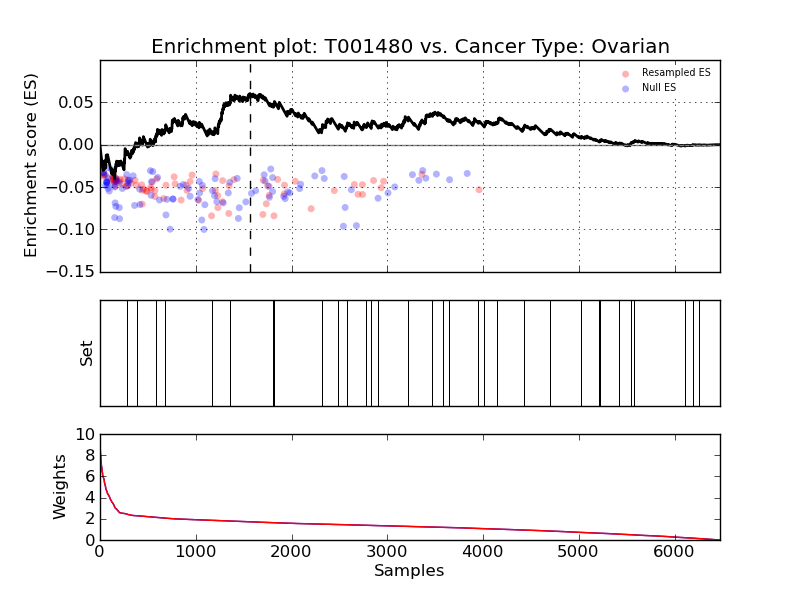 Enrichment plot: T001480 vs. Cancer Type: Ovarian
Resampled ES
Null ES
Enrichment score (ES)
0.05
0.00
−0.05
−0.10
−0.15
Set
Weights
10
8
6
4
2
0
0 1000 2000 3000 4000 5000 6000
Samples